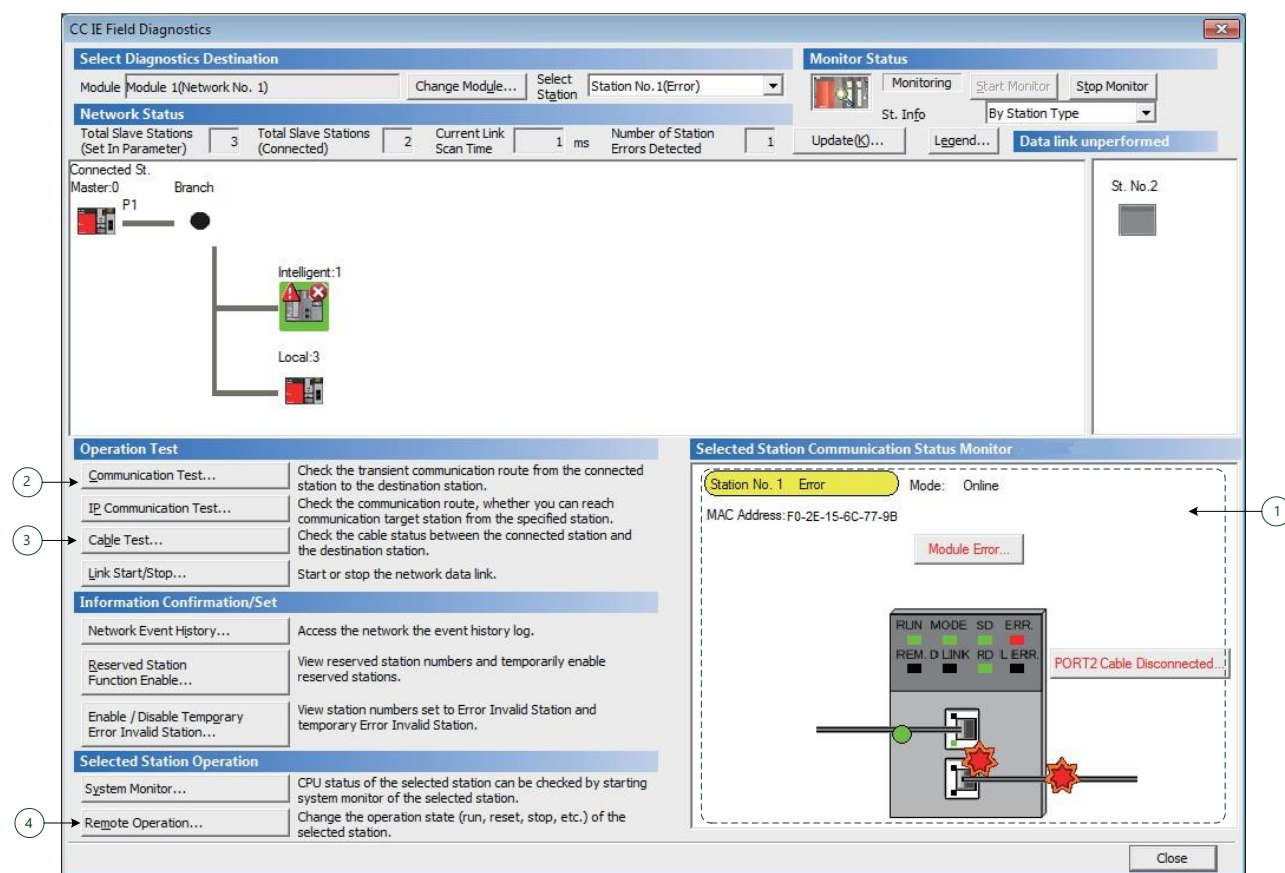 CC IE Field Diagnostics
Select Diagnostics Destination
Module Module 1(Network No. 1) Change Module... Select Station Station No.1(Error)
Monitor Status
Monitoring Start Monitor Stop Monitor
St. Info By Station Type
Network Status
Total Slave Stations (Set In Parameter) 3 Total Slave Stations (Connected) 2 Current Link Scan Time 1 ms Number of Station Errors Detected 1
Update(K)... Legend... Data link unperformed
Connected St.
Master:0 Branch
P1
St. No.2
Intelligent:1
Local:3
Operation Test
2 Communication Test... Check the transient communication route from the connected
station to the destination station.
IP Communication Test... Check the communication route, whether you can reach
communication target station from the specified station.
3 Cable Test... Check the cable status between the connected station and
the destination station.
Link Start/Stop... Start or stop the network data link.
Information Confirmation/Set
Network Event History... Access the network the event history log.
Reserved Station
Function Enable...
View reserved station numbers and temporarily enable
reserved stations.
Enable / Disable Temporary
Error Invalid Station...
View station numbers set to Error Invalid Station and
temporary Error Invalid Station.
Selected Station Operation
System Monitor... CPU status of the selected station can be checked by starting
system monitor of the selected station.
4 Remote Operation... Change the operation state (run, reset, stop, etc.) of the
selected station.
Selected Station Communication Status Monitor
Station No. 1 Error Mode: Online
1
MAC Address:F0-2E-15-6C-77-9B
Module Error...
RUN MODE SD ERR.
REM. D LINK RD L ERR.
PORT2 Cable Disconnected...
Close